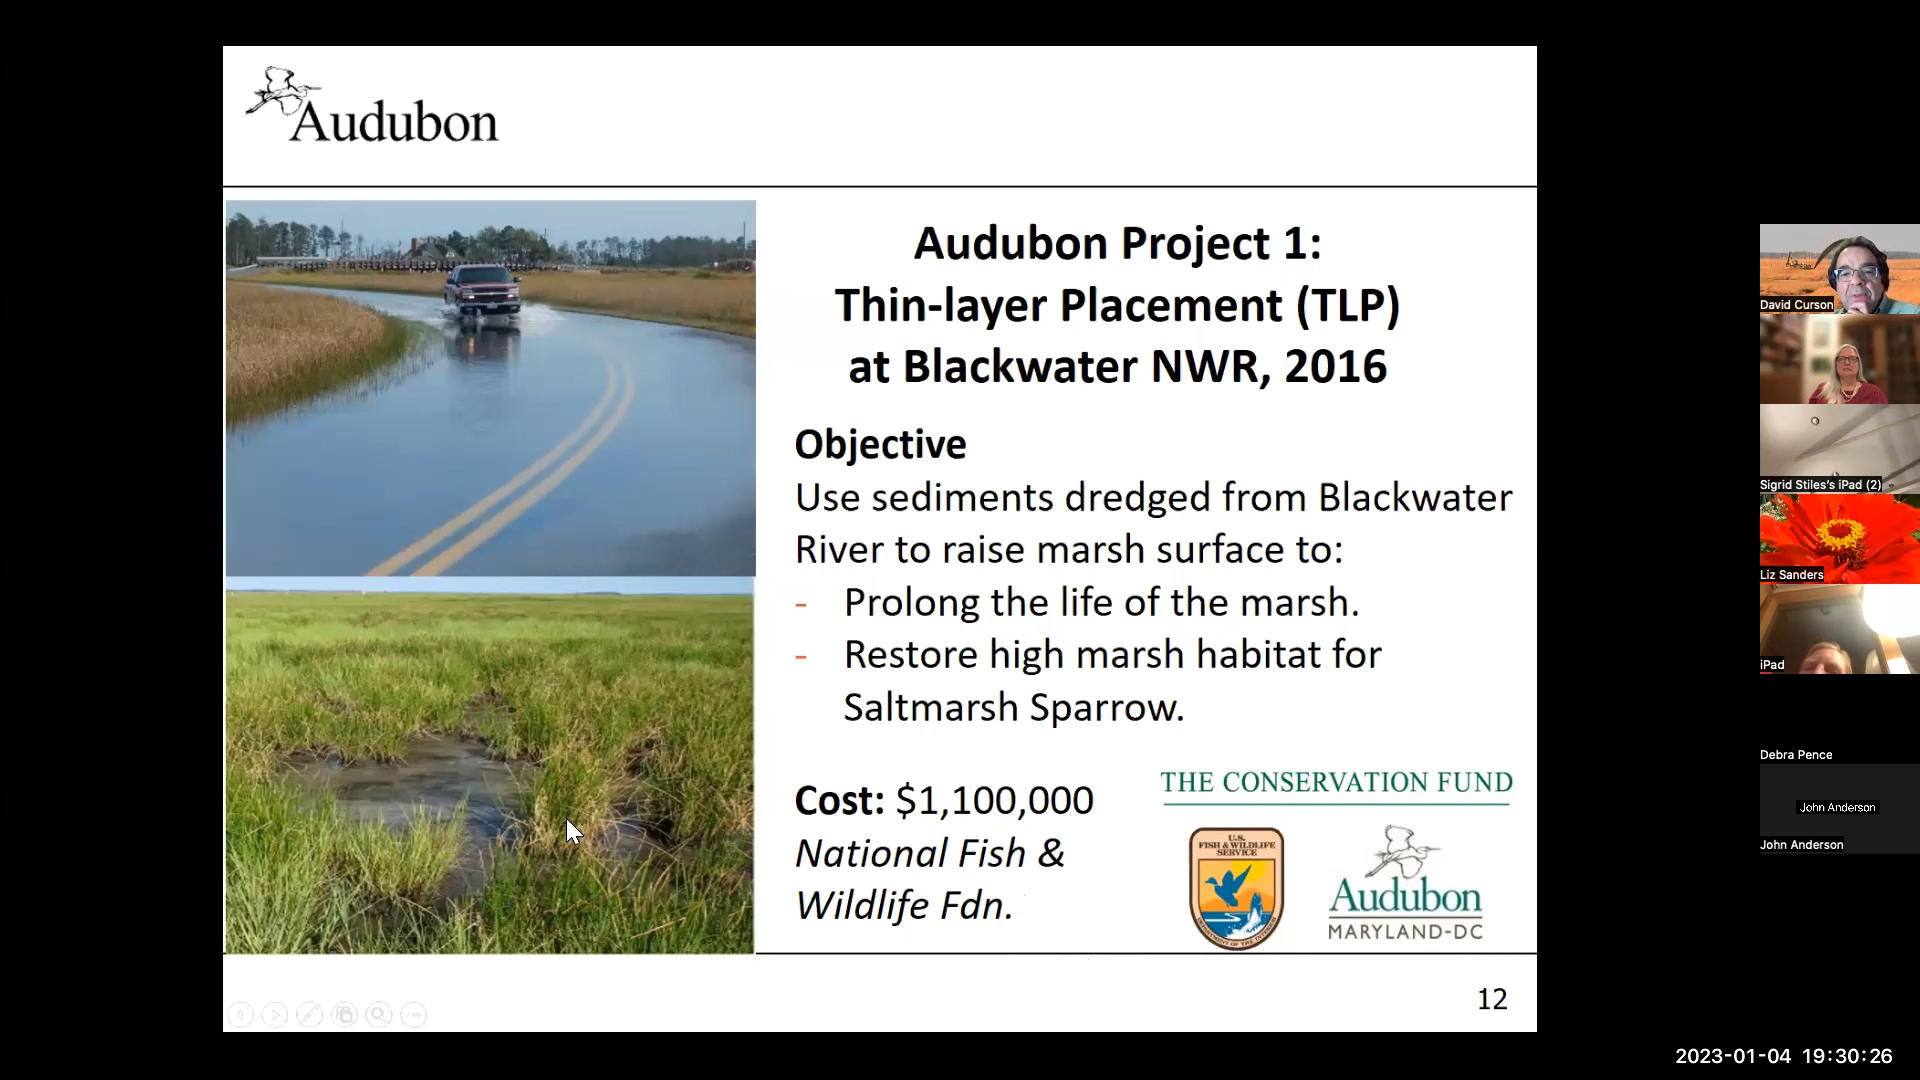 Audubon
Audubon Project 1:
Thin-layer Placement (TLP)
at Blackwater NWR, 2016
Objective
Use sediments dredged from Blackwater
River to raise marsh surface to:
- Prolong the life of the marsh.
- Restore high marsh habitat for
Saltmarsh Sparrow.
Cost: $1,100,000
National Fish &
Wildlife Fdn.
THE CONSERVATION FUND
U.S.
FISH & WILDLIFE
SERVICE
DEPARTMENT OF THE INTERIOR
Audubon
MARYLAND-DC
12
David Curson
Sigrid Stiles's iPad (2)
Liz Sanders
iPad
Debra Pence
John Anderson
John Anderson
2023-01-04 19:30:26